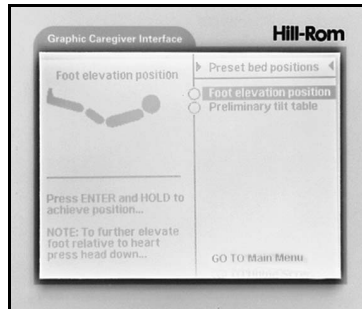 Graphic Caregiver Interface
Hill-Rom
Foot elevation position
Press ENTER and HOLD to
achieve position...
NOTE: To further elevate
foot relative to heart
press head down...
Preset bed positions
Foot elevation position
Preliminary tilt table
GO TO Main Menu